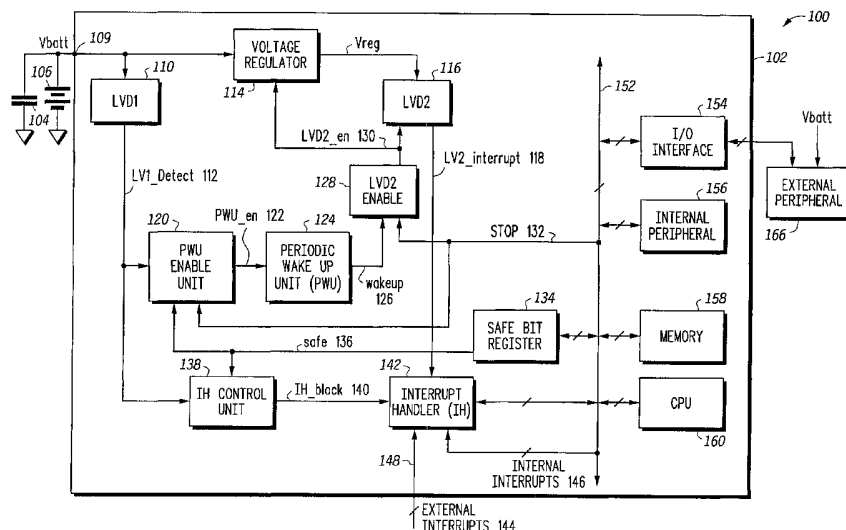 100
Vbatt
109
102
106
110
VOLTAGE
REGULATOR
Vreg
116
104
LVD1
114
LVD2
152
154
LVD2_en 130
I/O
INTERFACE
Vbatt
LV1_Detect 112
128
LVD2
ENABLE
LV2_interrupt 118
156
EXTERNAL
PERIPHERAL
166
120
PWU_en 122
124
STOP 132
INTERNAL
PERIPHERAL
PWU
ENABLE
UNIT
PERIODIC
WAKE UP
UNIT (PWU)
wakeup
126
134
158
SAFE BIT
REGISTER
MEMORY
safe 136
138
142
IH CONTROL
UNIT
IH_block 140
INTERRUPT
HANDLER (IH)
CPU
160
148
INTERNAL
INTERRUPTS 146
EXTERNAL
INTERRUPTS 144